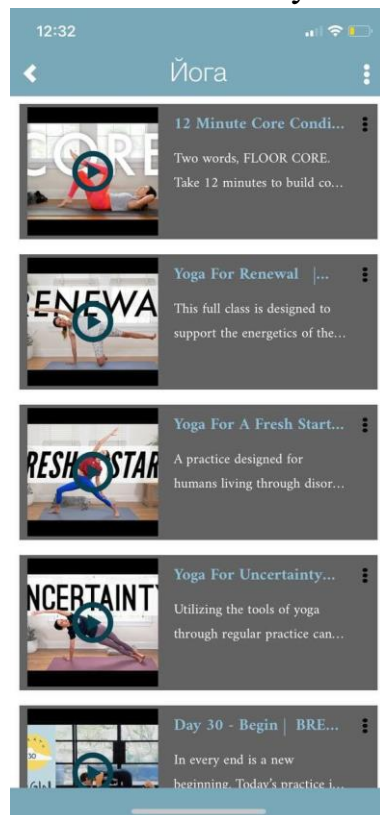 12:32
Йога
CORE
12 Minute Core Condi...
Two words, FLOOR CORE.
Take 12 minutes to build co...
RENEWA
Yoga For Renewal |...
This full class is designed to
support the energetics of the...
FRESH STAR
Yoga For A Fresh Start...
A practice designed for
humans living through disor...
NCERTAINT
Yoga For Uncertainty...
Utilizing the tools of yoga
through regular practice can...
30
Day 30 - Begin | BRE...
In every end is a new
beginning. Today's practice i...